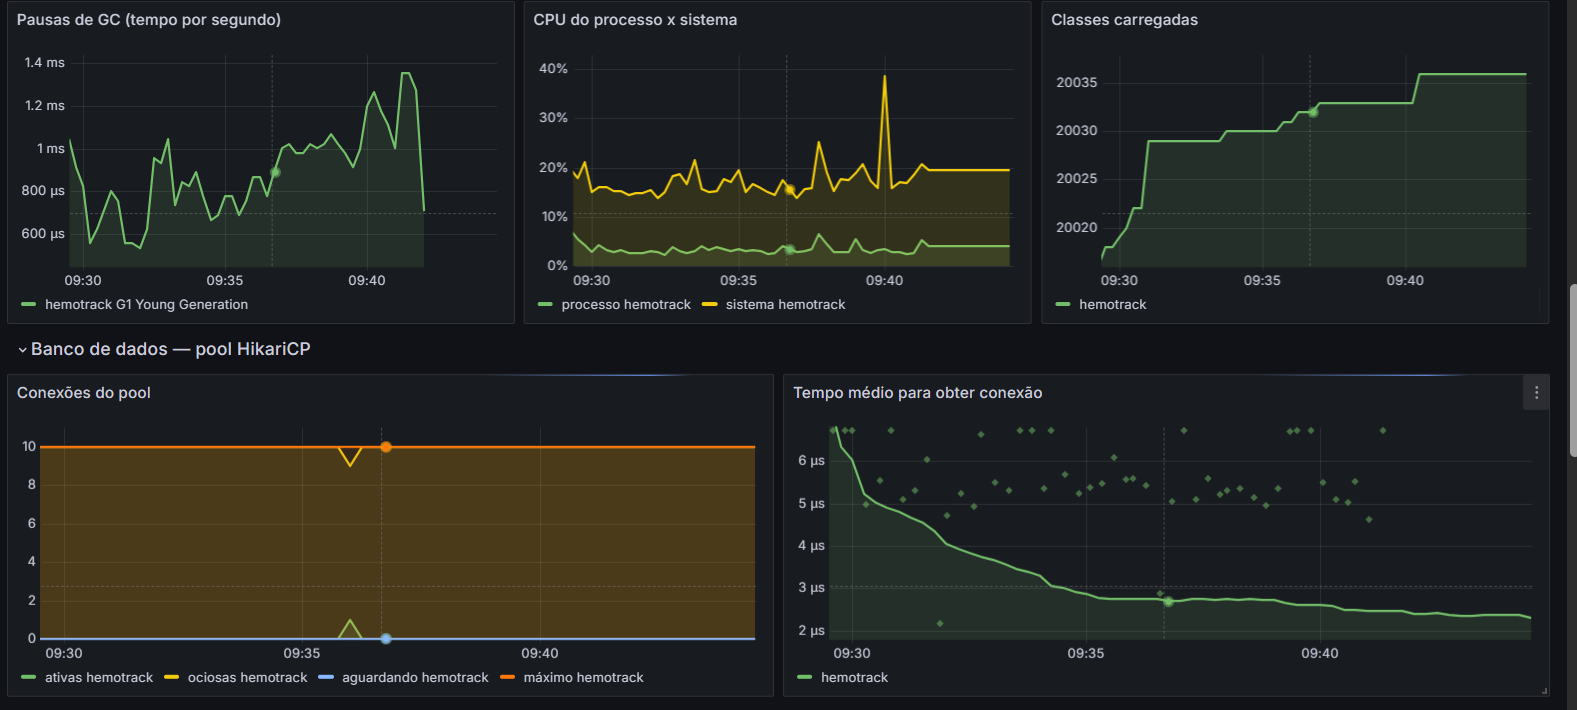 Pausas de GC (tempo por segundo)
1.4 ms
1.2 ms
1 ms
800 µs
600 µs
09:30 09:35 09:40
hemotrack G1 Young Generation
CPU do processo x sistema
40%
30%
20%
10%
0%
09:30 09:35 09:40
processo hemotrack sistema hemotrack
Classes carregadas
20035
20030
20025
20020
09:30 09:35 09:40
hemotrack
Banco de dados — pool HikariCP
Conexões do pool
10
8
6
4
2
0
09:30 09:35 09:40
ativas hemotrack ociosas hemotrack aguardando hemotrack máximo hemotrack
Tempo médio para obter conexão
6 µs
5 µs
4 µs
3 µs
2 µs
09:30 09:35 09:40
hemotrack